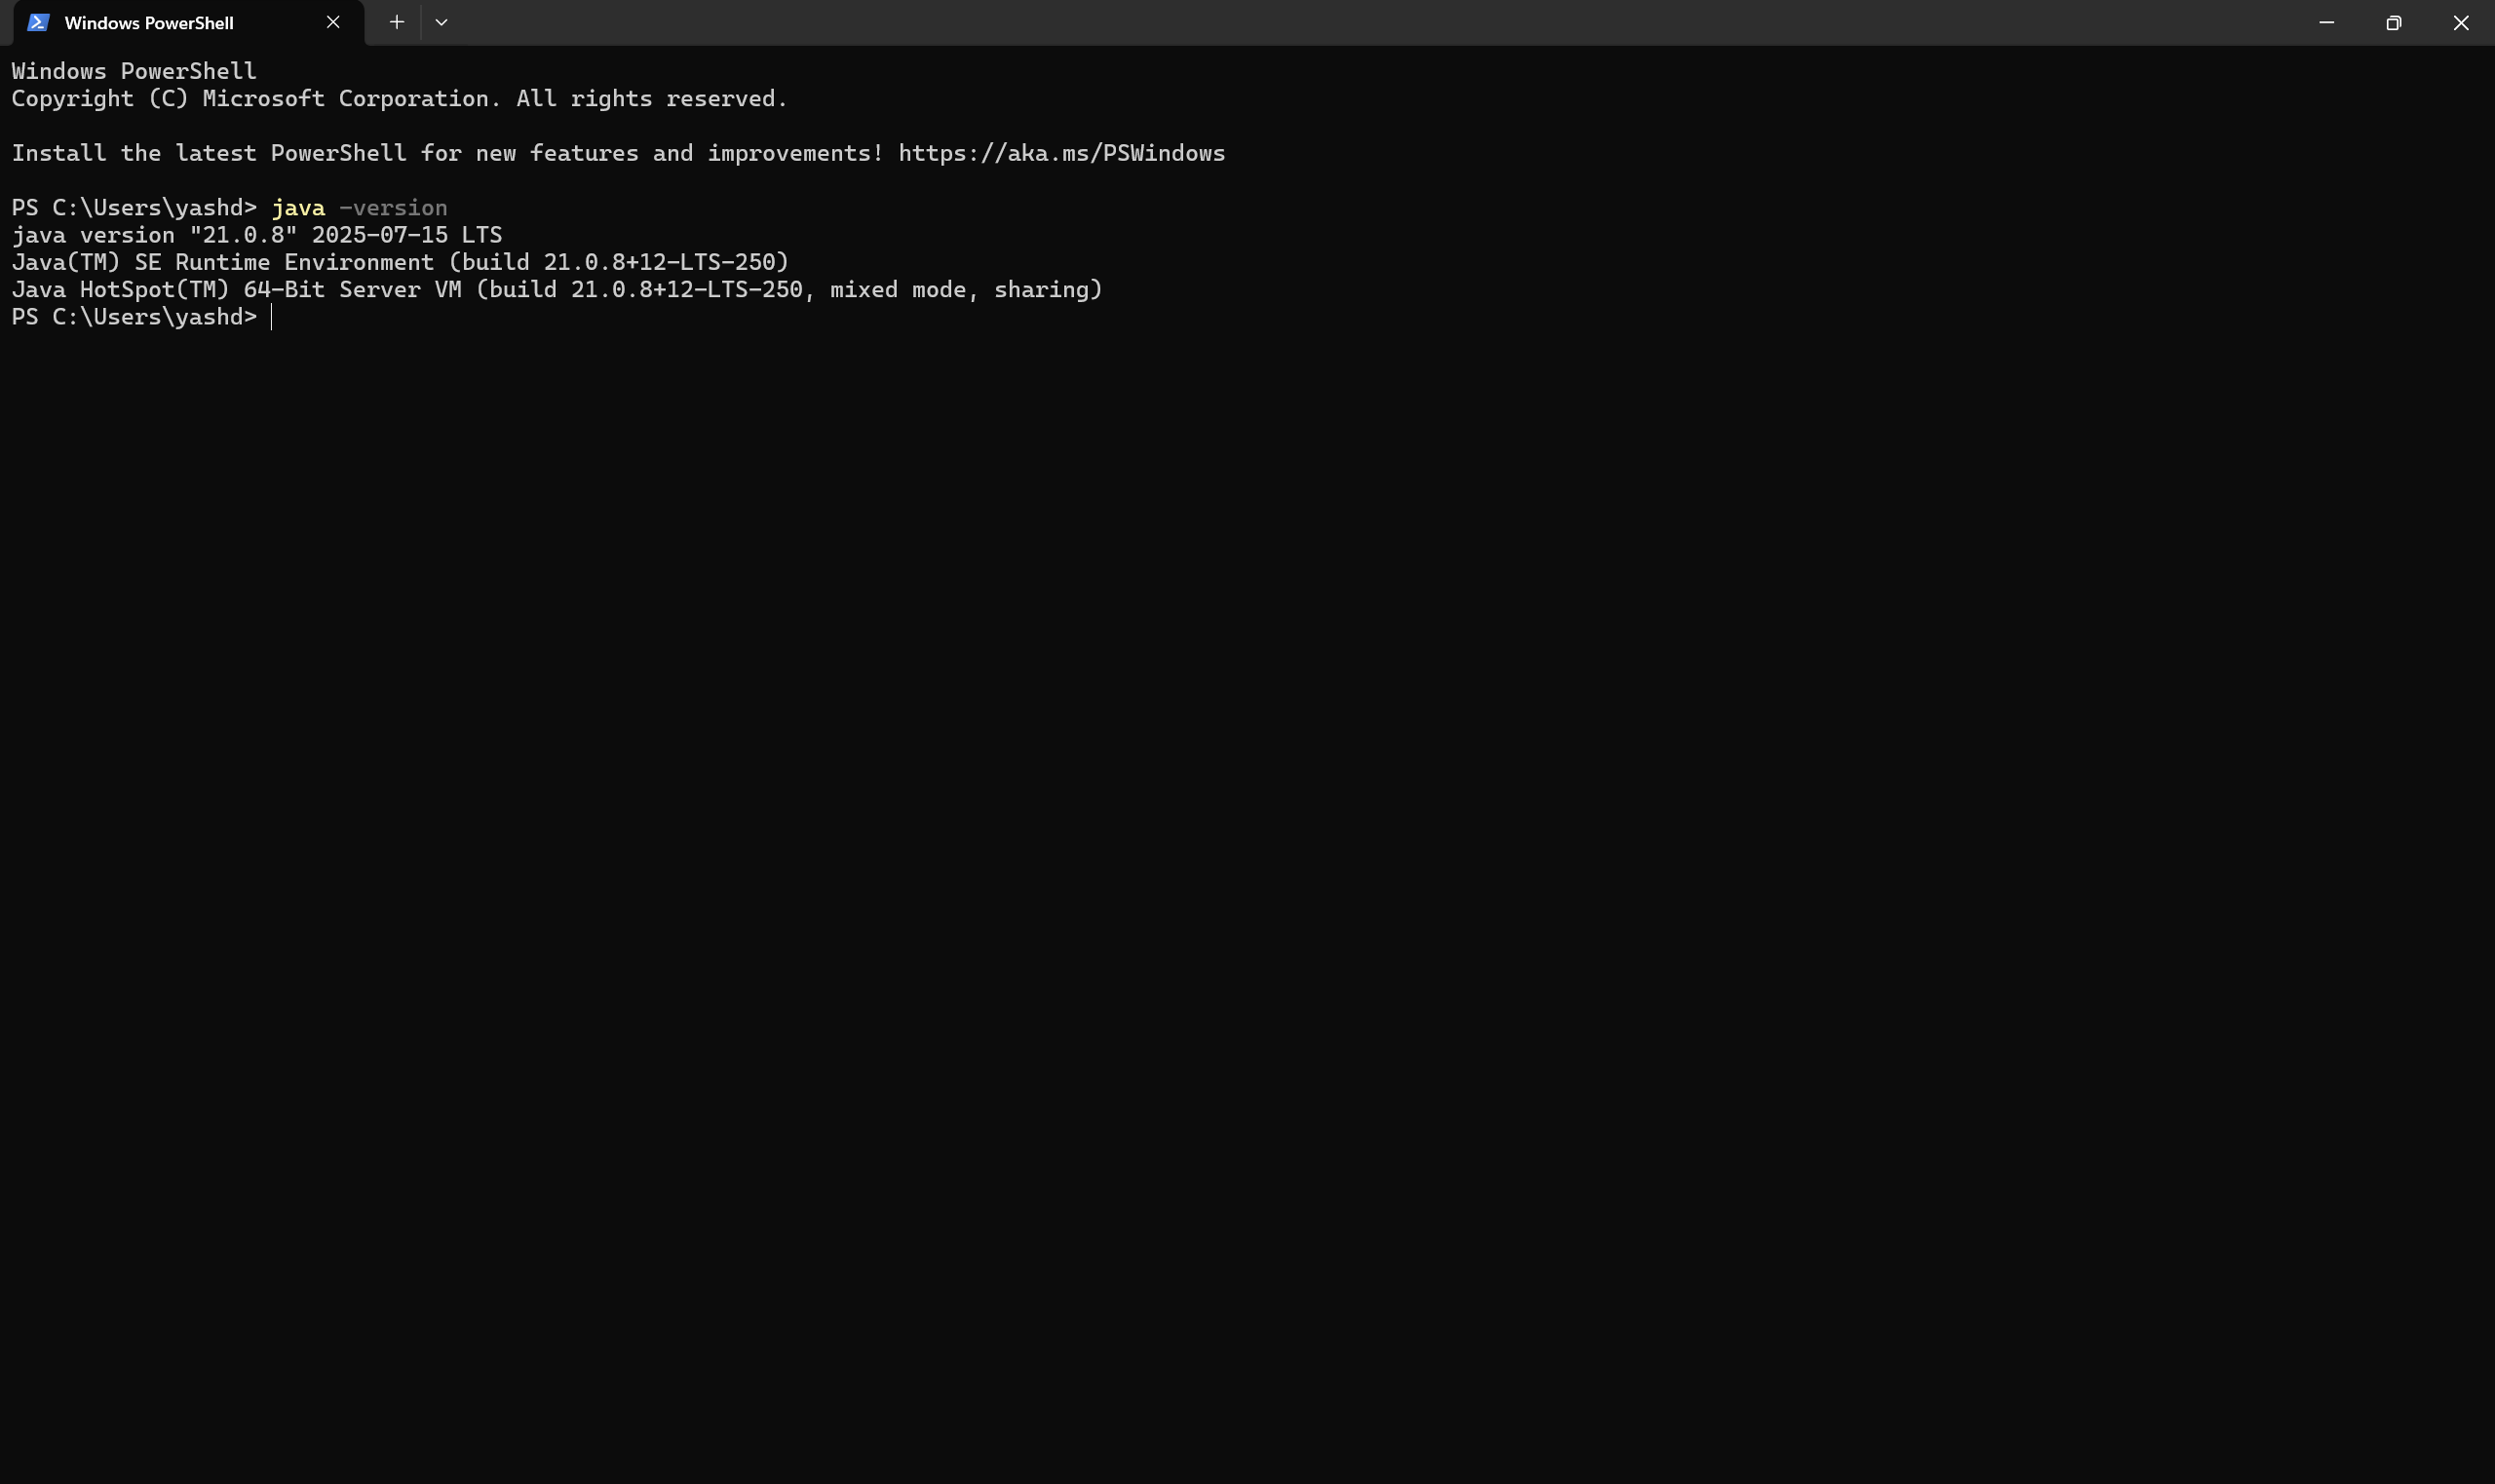 Windows PowerShell
Windows PowerShell
Copyright (C) Microsoft Corporation. All rights reserved.
Install the latest PowerShell for new features and improvements! https://aka.ms/PSWindows
PS C:\Users\yashd> java -version
java version "21.0.8" 2025-07-15 LTS
Java(TM) SE Runtime Environment (build 21.0.8+12-LTS-250)
Java HotSpot(TM) 64-Bit Server VM (build 21.0.8+12-LTS-250, mixed mode, sharing)
PS C:\Users\yashd>